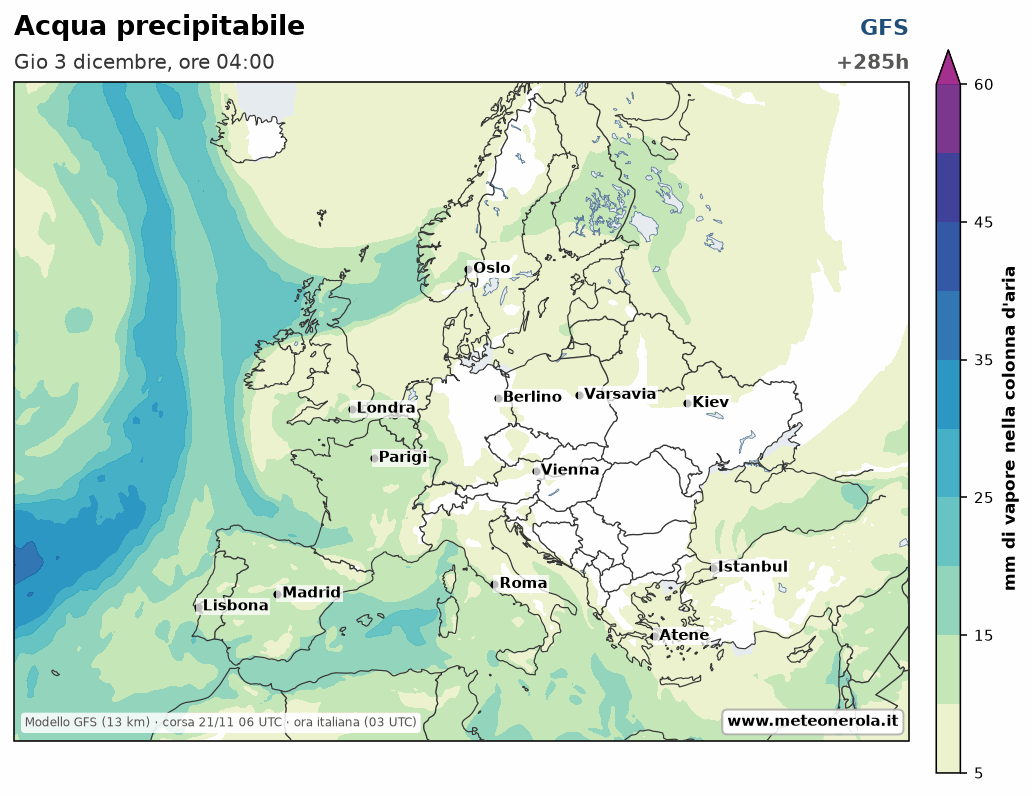 Acqua precipitabile
GFS
Gio 3 dicembre, ore 04:00
+285h
60
45
35
25
15
5
mm di vapore nella colonna d'aria
Oslo
Berlino
Varsavia
Kiev
Londra
Parigi
Vienna
Istanbul
Roma
Madrid
Lisbona
Atene
Modello GFS (13 km) · corsa 21/11 06 UTC · ora italiana (03 UTC)
www.meteonerola.it